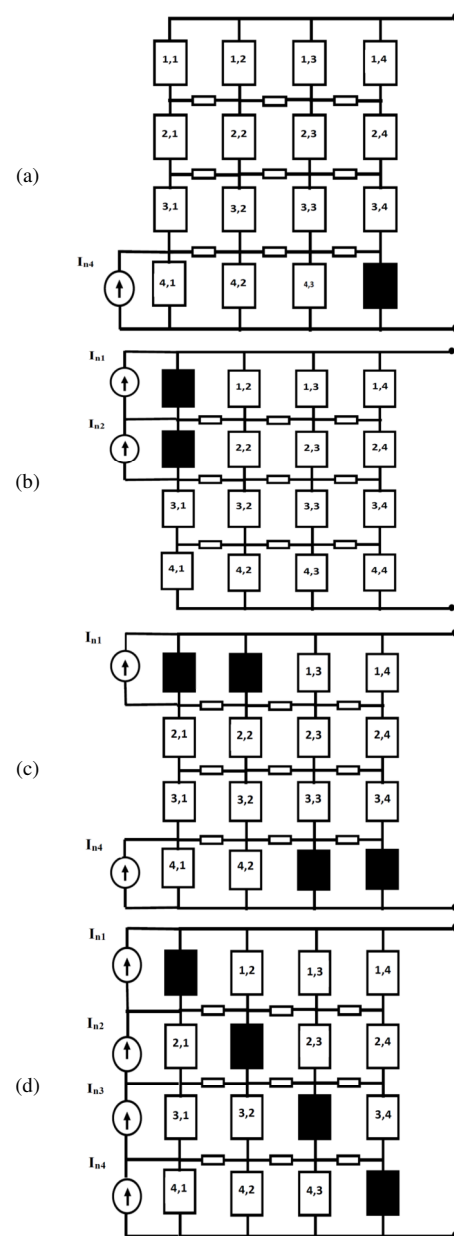 (a)
1,1 1,2 1,3 1,4
2,1 2,2 2,3 2,4
3,1 3,2 3,3 3,4
In4
4,1 4,2 4,3
(b)
In1
1,2 1,3 1,4
In2
2,2 2,3 2,4
3,1 3,2 3,3 3,4
4,1 4,2 4,3 4,4
(c)
In1
1,3 1,4
2,1 2,2 2,3 2,4
3,1 3,2 3,3 3,4
In4
4,1 4,2
(d)
In1
1,2 1,3 1,4
In2
2,1 2,3 2,4
In3
3,1 3,2 3,4
In4
4,1 4,2 4,3